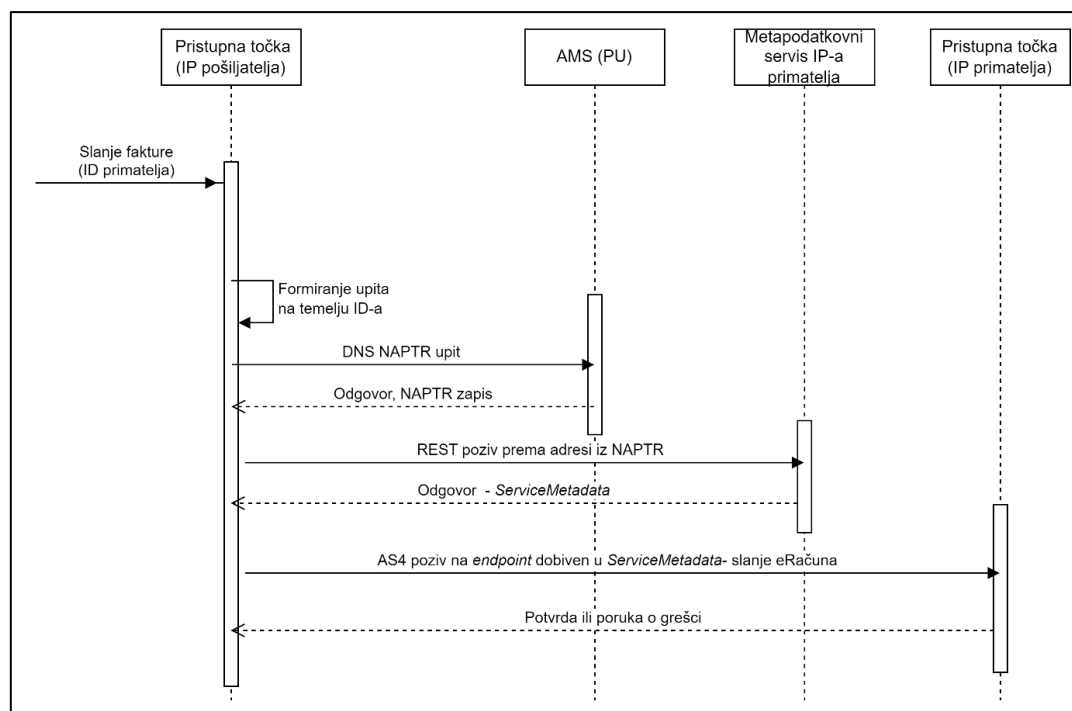 Pristupna točka
(IP pošiljatelja)
AMS (PU)
Metapodatkovni
servis IP-a
primatelja
Pristupna točka
(IP primatelja)
Slanje fakture
(ID primatelja)
Formiranje upita
na temelju ID-a
DNS NAPTR upit
Odgovor, NAPTR zapis
REST poziv prema adresi iz NAPTR
Odgovor - ServiceMetadata
AS4 poziv na endpoint dobiven u ServiceMetadata- slanje eRačuna
Potvrda ili poruka o grešci